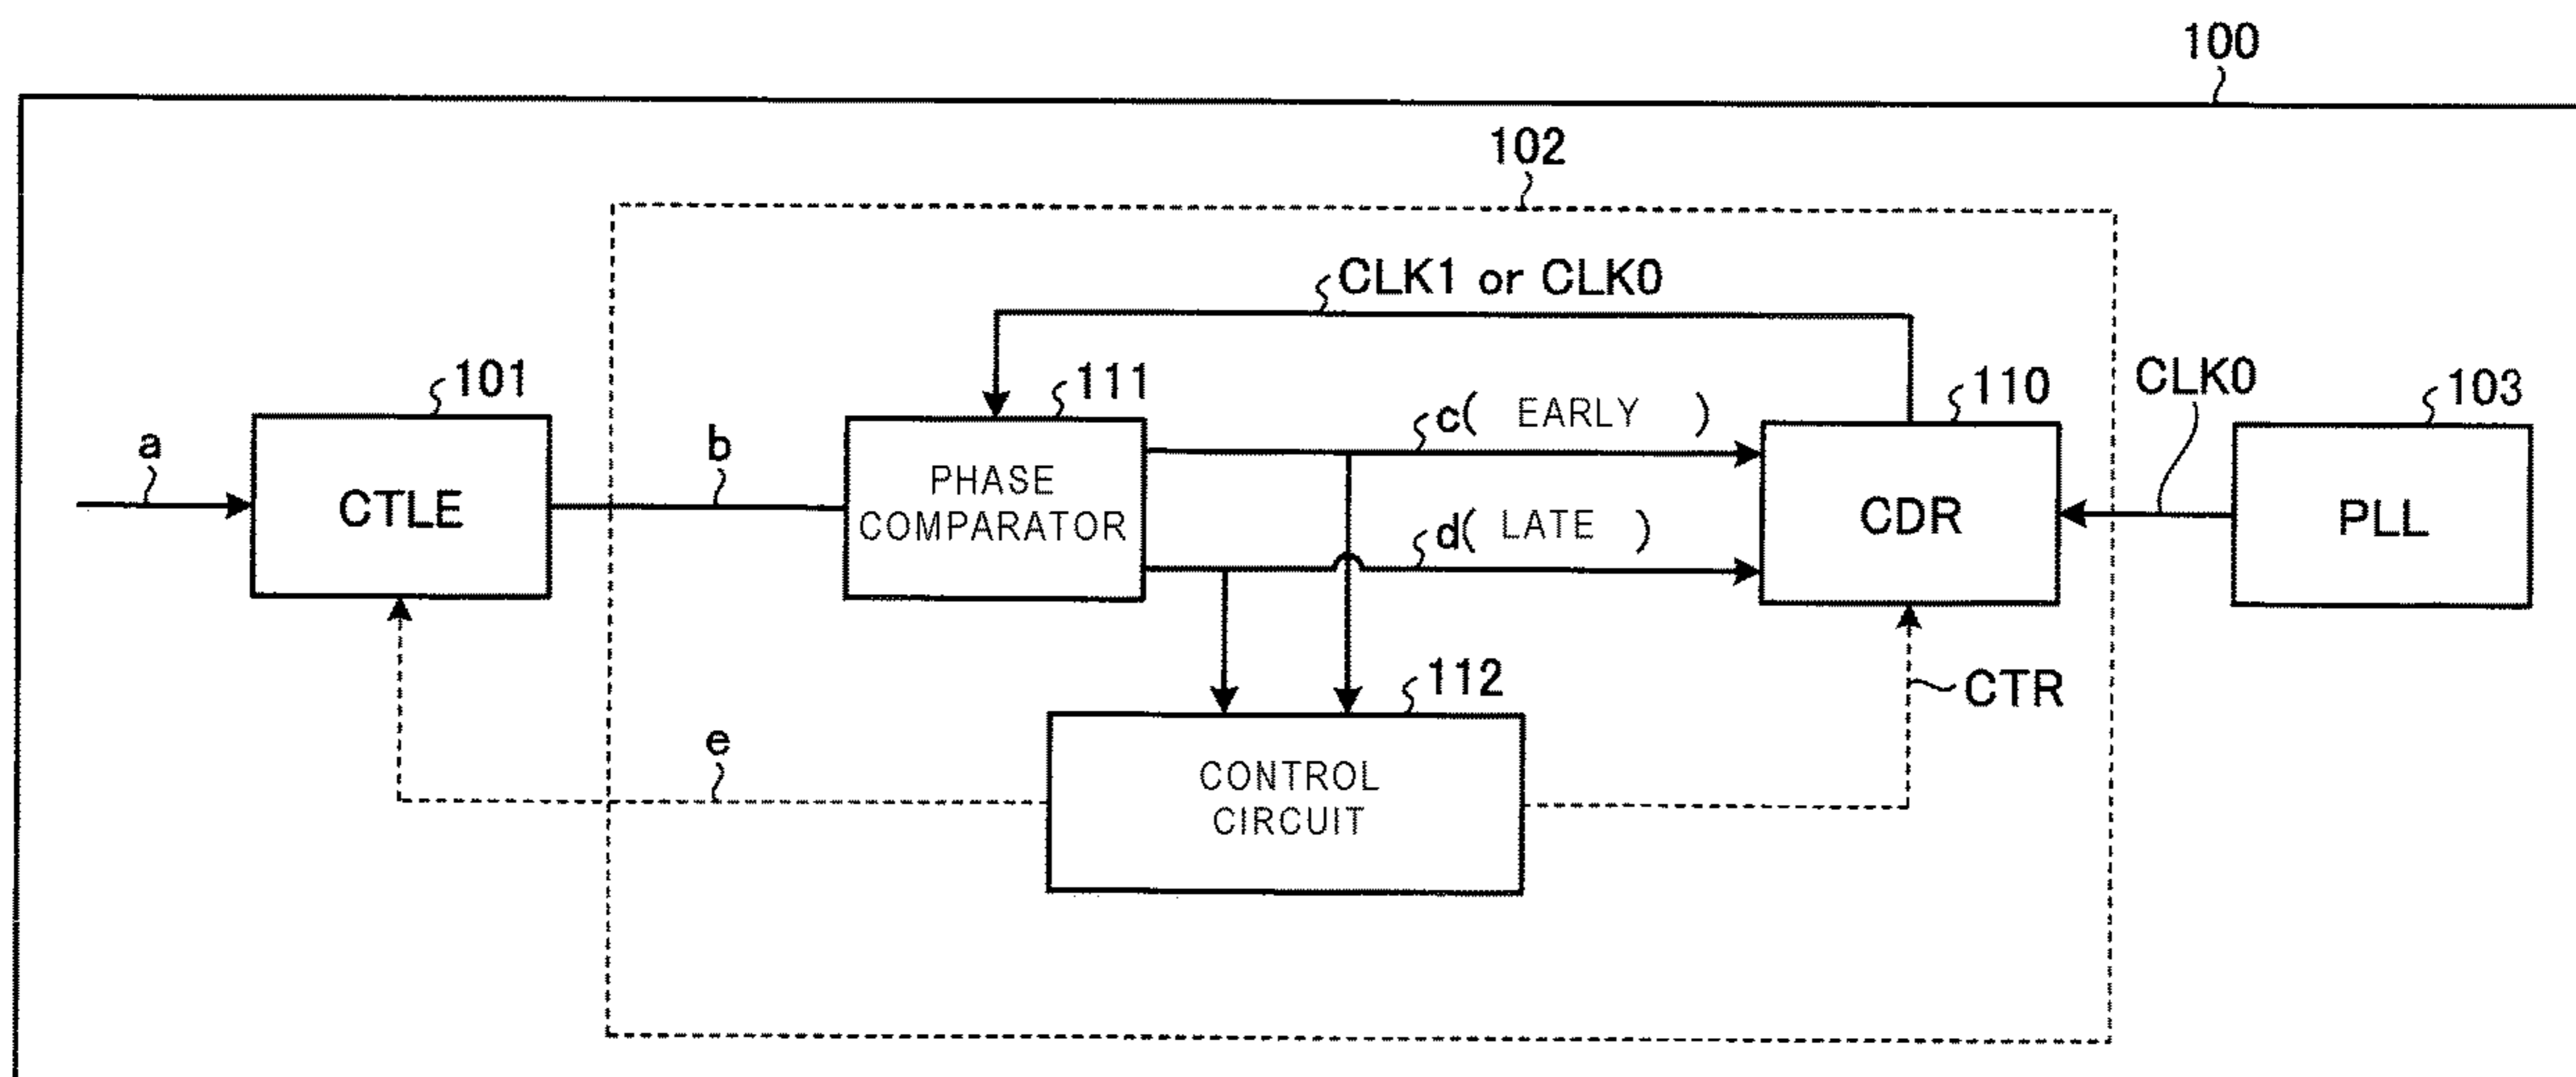 100
102
CLK1 or CLK0
101
111
110
CLK0
103
a
CTLE
b
PHASE
COMPARATOR
c( EARLY )
d( LATE )
CDR
PLL
112
CTR
e
CONTROL
CIRCUIT